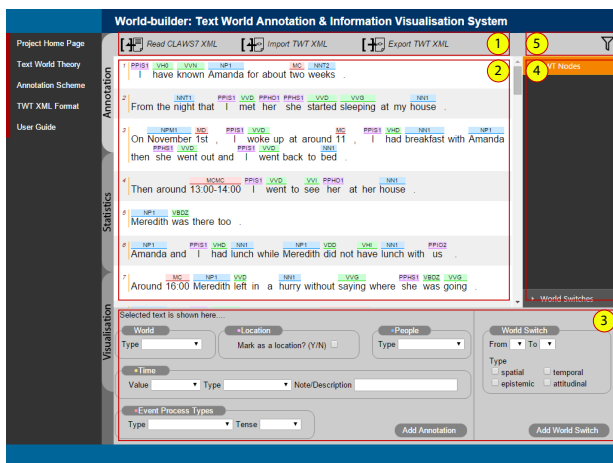 World-builder: Text World Annotation & Information Visualisation System
Project Home Page
Text World Theory
Annotation Scheme
TWT XML Format
User Guide
Annotation
Statistics
Visualisation
Read CLAWS7 XML
Import TWT XML
Export TWT XML
1
5
2
4
TWT Nodes
1 PPIS1 VH0 VVN NP1 MC NNT2
I have known Amanda for about two weeks .
2 NNT1 PPIS1 VVD PPHO1 PPHS1 VVD VVG NN1
From the night that I met her she started sleeping at my house .
3 NPM1 MD PPIS1 VVD MC PPIS1 VHD NN1 NP1
On November 1st , I woke up at around 11 , I had breakfast with Amanda
PPHS1 VVD PPIS1 VVD NN1
then she went out and I went back to bed .
4 MCMC PPIS1 VVD VVI PPHO1 NN1
Then around 13:00-14:00 I went to see her at her house .
5 NP1 VBDZ
Meredith was there too .
6 NP1 PPIS1 VHD NN1 NP1 VDD VHI NN1 PPIO2
Amanda and I had lunch while Meredith did not have lunch with us .
7 MC NP1 VVD NN1 VVG PPHS1 VBDZ VVG
Around 16:00 Meredith left in a hurry without saying where she was going .
World Switches
Selected text is shown here....
3
World
Type
Location
Mark as a location? (Y/N)
People
Type
World Switch
From To
Type
spatial temporal
epistemic attitudinal
Time
Value Type Note/Description
Event Process Types
Type Tense
Add Annotation
Add World Switch